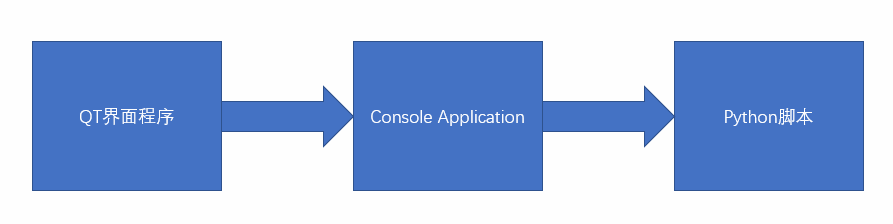 QT界面程序
Console Application
Python脚本